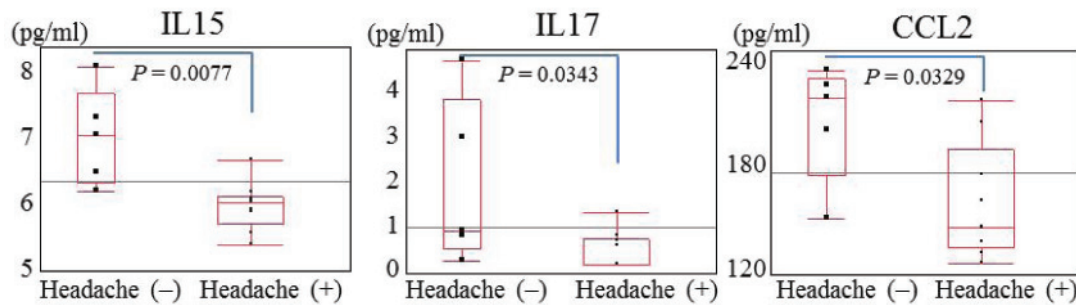 IL15
(pg/ml)
P = 0.0077
8
7
6
5
Headache (–) Headache (+)
IL17
(pg/ml)
P = 0.0343
4
3
2
1
0
Headache (–) Headache (+)
CCL2
(pg/ml)
240
P = 0.0329
180
120
Headache (–) Headache (+)